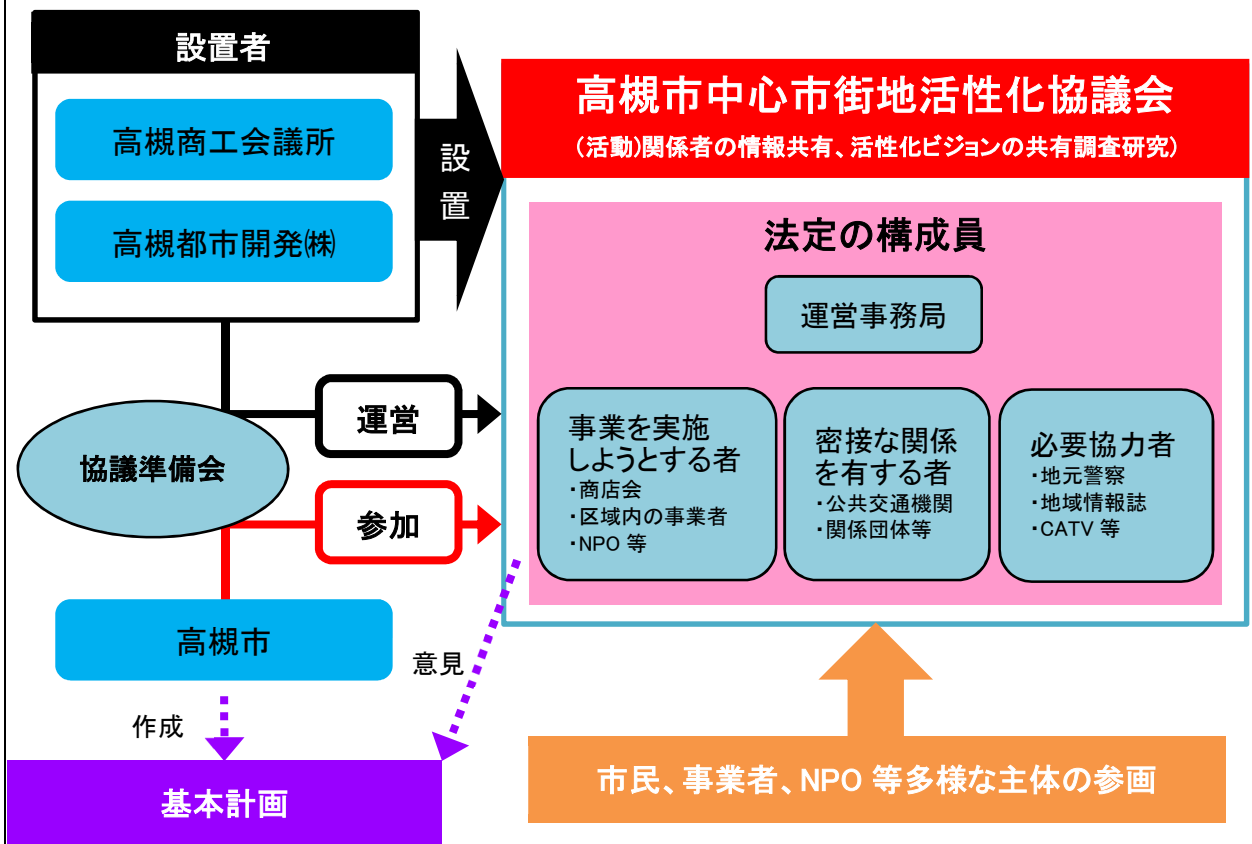 設置者
高槻商工会議所
高槻都市開発㈱
設
置
高槻市中心市街地活性化協議会
(活動)関係者の情報共有、活性化ビジョンの共有調査研究)
法定の構成員
運営事務局
事業を実施
しようとする者
・商店会
・区域内の事業者
・NPO 等
密接な関係
を有する者
・公共交通機関
・関係団体等
必要協力者
・地元警察
・地域情報誌
・CATV 等
運営
協議準備会
参加
高槻市
意見
作成
基本計画
市民、事業者、NPO 等多様な主体の参画